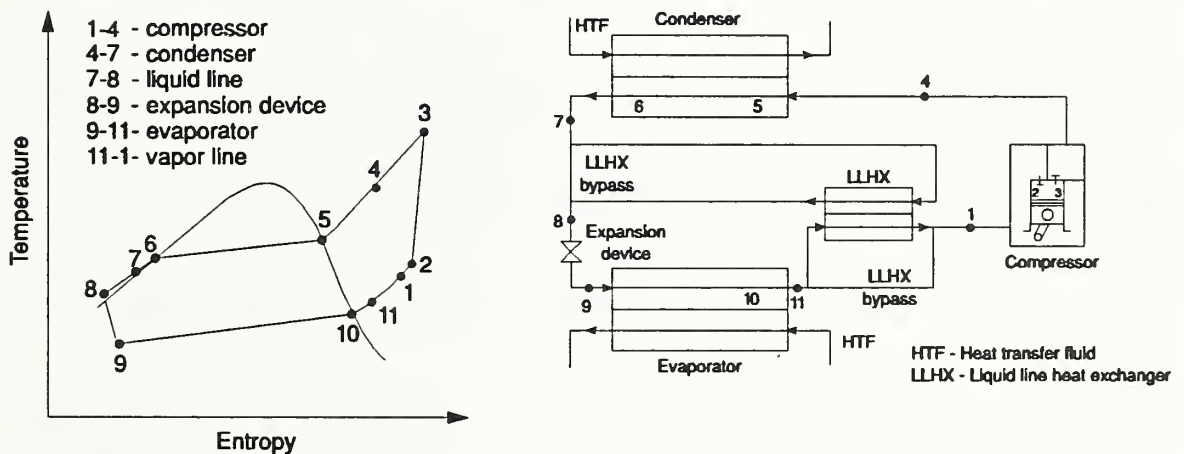 1-4 - compressor
4-7 - condenser
7-8 - liquid line
8-9 - expansion device
9-11- evaporator
11-1- vapor line
Temperature
Entropy
3
4
5
6
7
8
2
1
11
10
9
HTF
Condenser
4
6
5
7
LLHX
bypass
LLHX
8
Expansion
device
1
2
3
Compressor
LLHX
bypass
9
10
11
HTF
Evaporator
HTF - Heat transfer fluid
LLHX - Liquid line heat exchanger